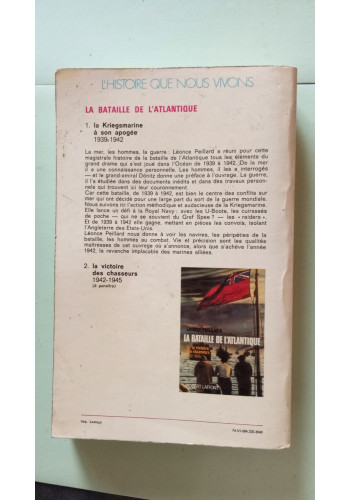 L'HISTOIRE QUE NOUS VIVONS
LA BATAILLE DE L'ATLANTIQUE
1. la Kriegsmarine
à son apogée
1939-1942
La mer, les hommes, la guerre : Léonce Peillard a réuni pour cette
magistrale histoire de la bataille de l'Atlantique tous les éléments du
grand drame qui s'est joué dans l'Océan de 1939 à 1942. De la mer
il a une connaissance personnelle. Les hommes, il les a interrogés
— et le grand-amiral Dönitz donne une préface à l'ouvrage. La guerre,
il l'a étudiée dans des documents inédits et dans des travaux person-
nels qui trouvent ici leur couronnement.
Car cette bataille, de 1939 à 1942, est bien le centre des conflits sur
mer qui ont décidé pour une large part du sort de la guerre mondiale.
Nous suivons ici l'action méthodique et audacieuse de la Kriegsmarine.
Elle lance un défi à la Royal Navy : avec les U-Boote, les cuirassés
de poche — qui ne se souvient du Graf Spee ? — les « raiders ».
Et de 1939 à 1942 elle gagne, mettant en pièces les convois, isolant
l'Angleterre des Etats-Unis.
Léonce Peillard nous donne à voir les navires, les péripéties de la
bataille, les hommes au combat. Vie et précision sont les qualités
maîtresses de cet ouvrage où s'annonce, alors que s'achève l'année
1942, la revanche implacable des marines alliées.
2. la victoire
des chasseurs
1942-1945
(à paraître)
LA BATAILLE DE L'ATLANTIQUE
la victoire
des chasseurs
ROBERT LAFFONT
Imp. Laffont